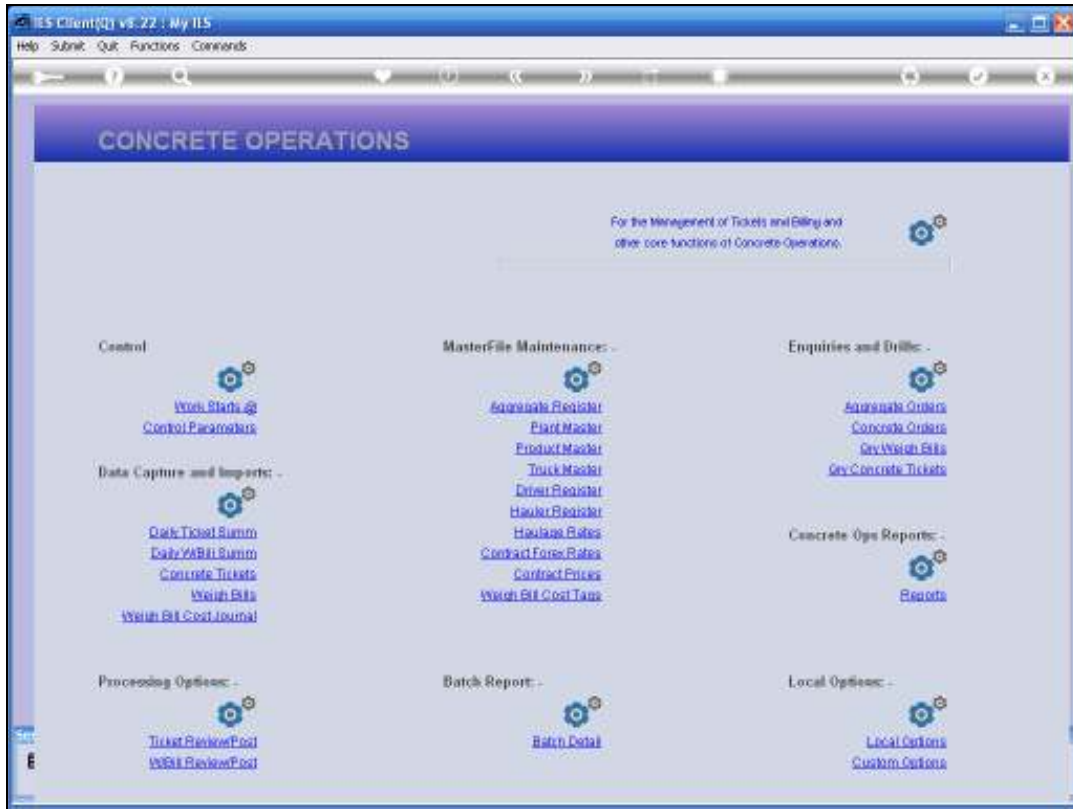 IES Client(Q) v8.22 : My IES
Help Submit Quit Functions Commands
CONCRETE OPERATIONS
For the Management of Tickets and Billing and
other core functions of Concrete Operations.
Control
Work Starts @
Control Parameters
Data Capture and Imports: -
Daily Ticket Summ
Daily WBill Summ
Concrete Tickets
Weigh Bills
Weigh Bill Cost Journal
Processing Options: -
Ticket Review/Post
WBill Review/Post
MasterFile Maintenance: -
Aggregate Register
Plant Master
Product Master
Truck Master
Driver Register
Hauler Register
Haulage Rates
Contract Forex Rates
Contract Prices
Weigh Bill Cost Tags
Batch Report: -
Batch Detail
Enquiries and Drills: -
Aggregate Orders
Concrete Orders
Qry Weigh Bills
Qry Concrete Tickets
Concrete Ops Reports: -
Reports
Local Options: -
Local Options
Custom Options